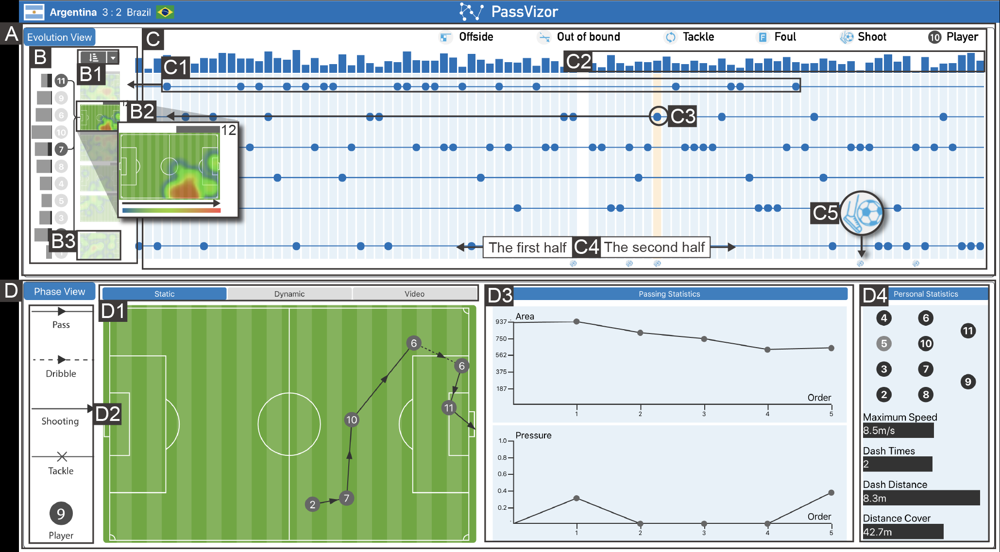 Argentina 3 : 2 Brazil
PassVizor
A
Evolution View
C
Offside
Out of bound
Tackle
F Foul
Shoot
10 Player
B
B1
C1
C2
11
9
6
10
7
8
4
5
3
B2
12
C3
C5
B3
The first half C4 The second half
D
Phase View
Static
Dynamic
Video
D1
Pass
Dribble
D2
Shooting
Tackle
9
Player
6
6
11
10
7
2
D3
Passing Statistics
Area
937
750
562
375
187
Order
1 2 3 4 5
Pressure
1.0
0.8
0.6
0.4
0.2
Order
1 2 3 4 5
D4
Personal Statistics
4 6
11
5 10
3 7
9
2 8
Maximum Speed
8.5m/s
Dash Times
2
Dash Distance
8.3m
Distance Cover
42.7m